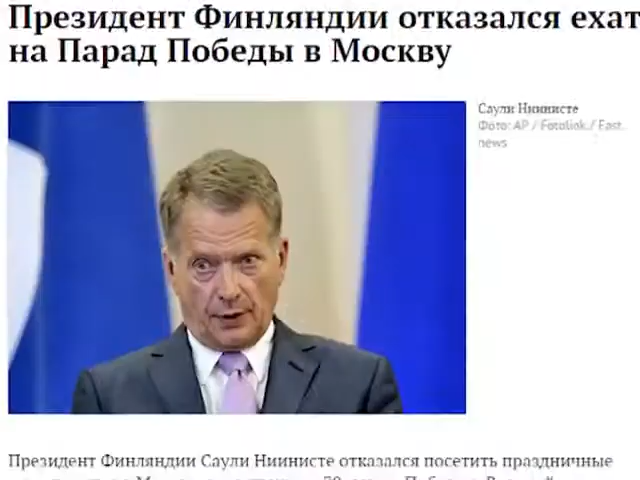 Президент Финляндии отказался ехат
на Парад Победы в Москву
Саули Ниинисте
Фото: AP / Fotolink / East
news
Президент Финляндии Саули Ниинисте отказался посетить праздничные